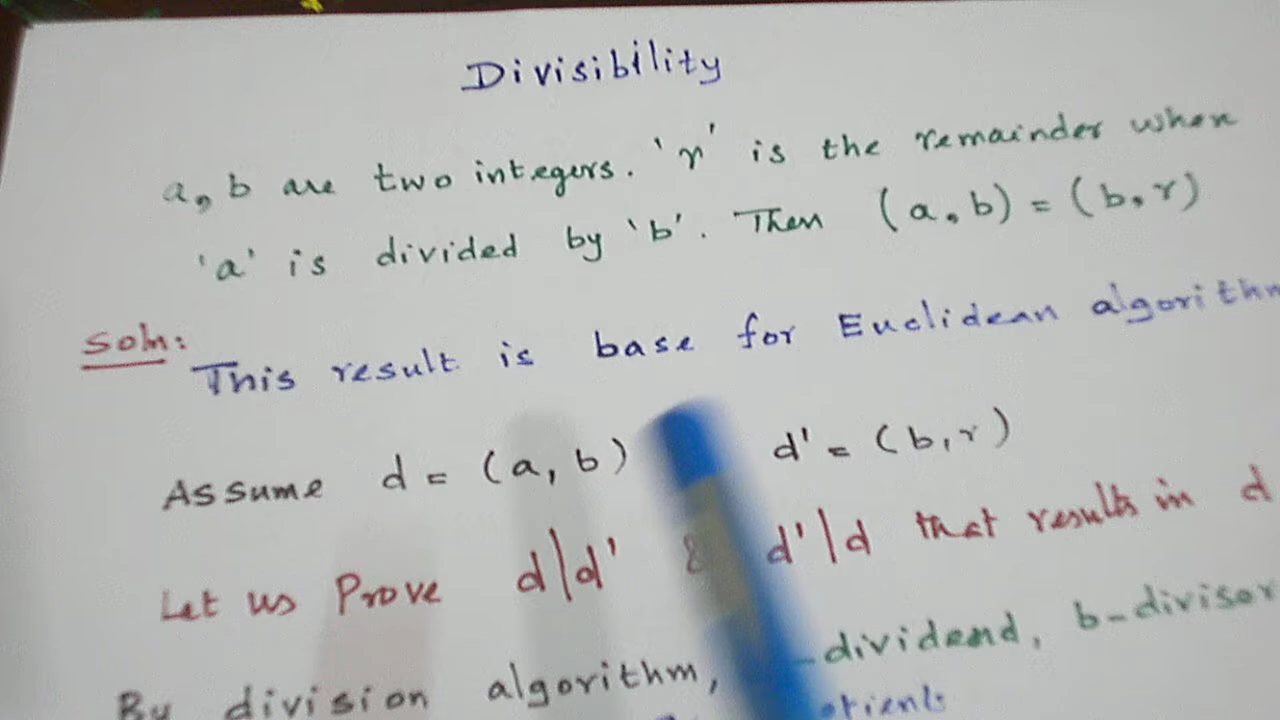 Divisibility
a, b are two integers. 'r' is the remainder when
'a' is divided by 'b'. Then (a, b) = (b, r)
Soln:
This result is base for Euclidean
Assume d = (a, b) d' = (b, r)
Let us Prove d|d' & d'|d that results in d
By division algorithm, -dividend, b-divisor